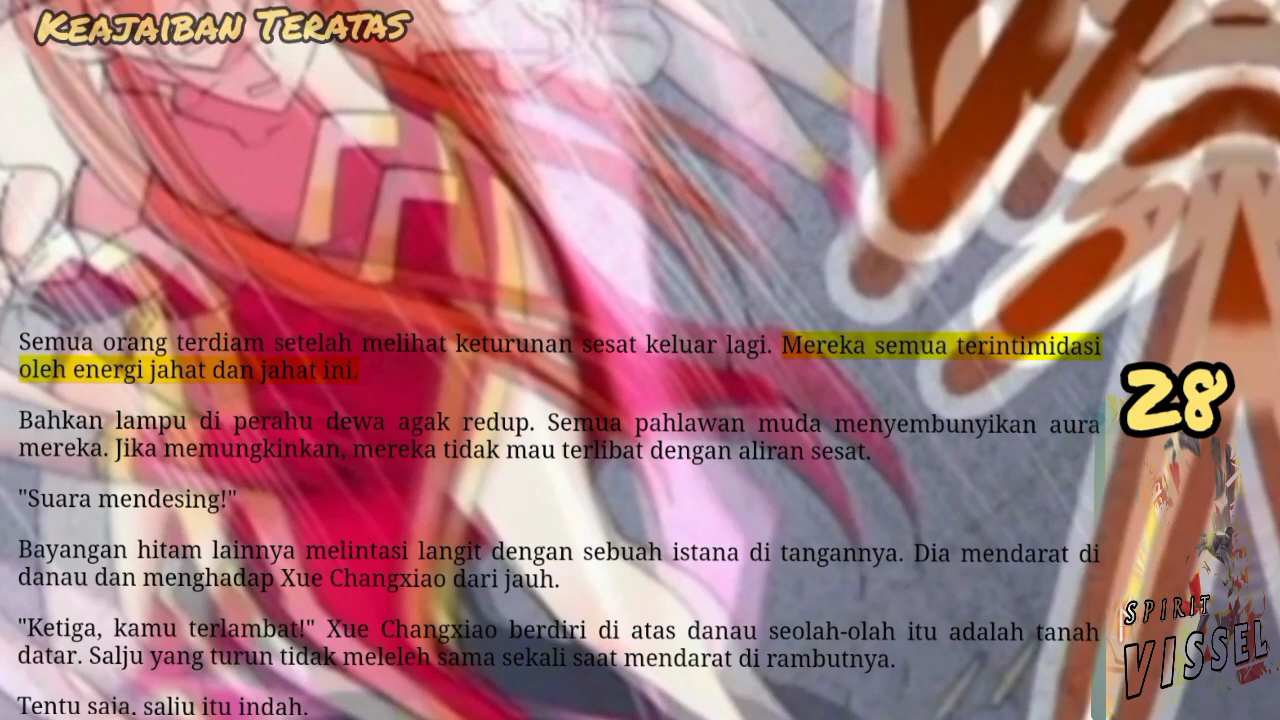 Keajaiban Teratas
Semua orang terdiam setelah melihat keturunan sesat keluar lagi. Mereka semua terintimidasi
oleh energi jahat dan jahat ini.
Bahkan lampu di perahu dewa agak redup. Semua pahlawan muda menyembunyikan aura
mereka. Jika memungkinkan, mereka tidak mau terlibat dengan aliran sesat.
"Suara mendesing!"
Bayangan hitam lainnya melintasi langit dengan sebuah istana di tangannya. Dia mendarat di
danau dan menghadap Xue Changxiao dari jauh.
"Ketiga, kamu terlambat!" Xue Changxiao berdiri di atas danau seolah-olah itu adalah tanah
datar. Salju yang turun tidak meleleh sama sekali saat mendarat di rambutnya.
Tentu saja, salju itu indah.
28
SPIRIT
VISSEL